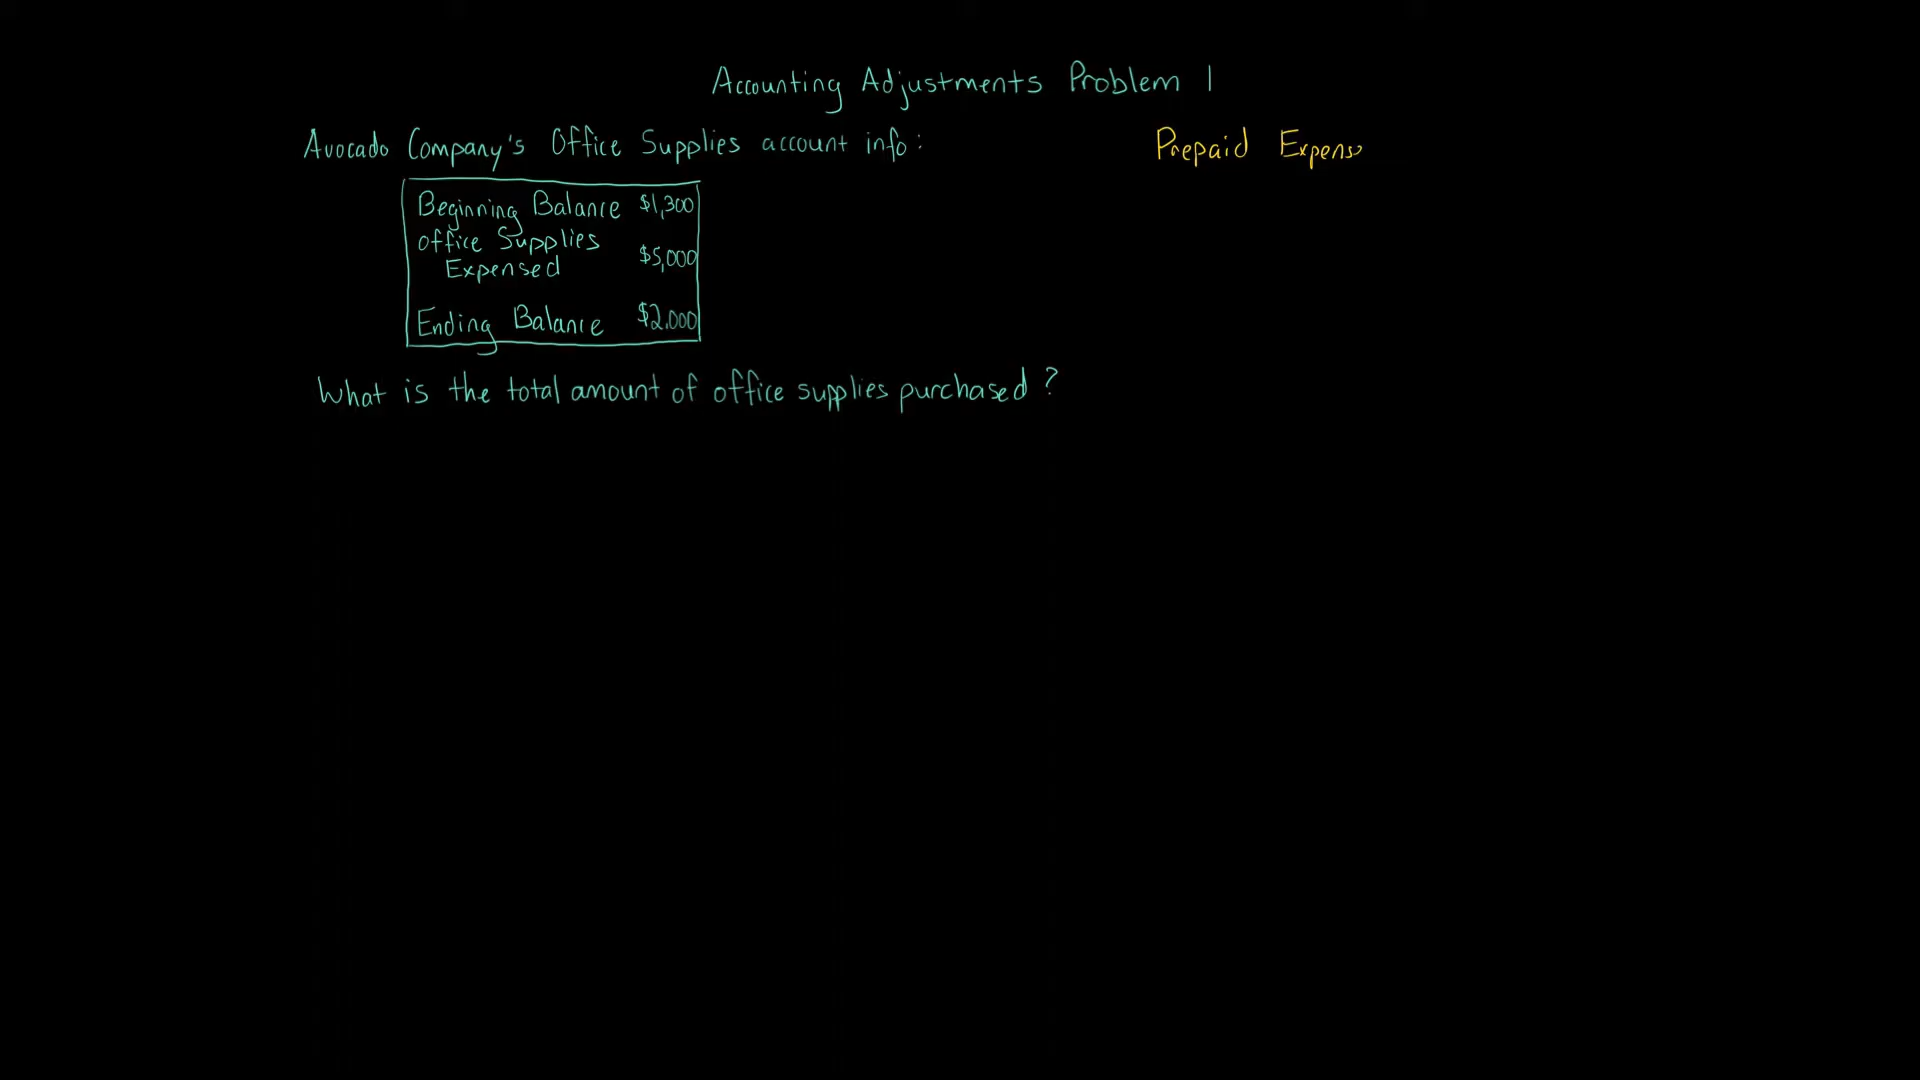 Accounting Adjustments Problem 1
Avocado Company's Office Supplies account info:
Prepaid Expens
Beginning Balance $1,300
Office Supplies
Expensed $5,000
Ending Balance $2,000
What is the total amount of office supplies purchased?